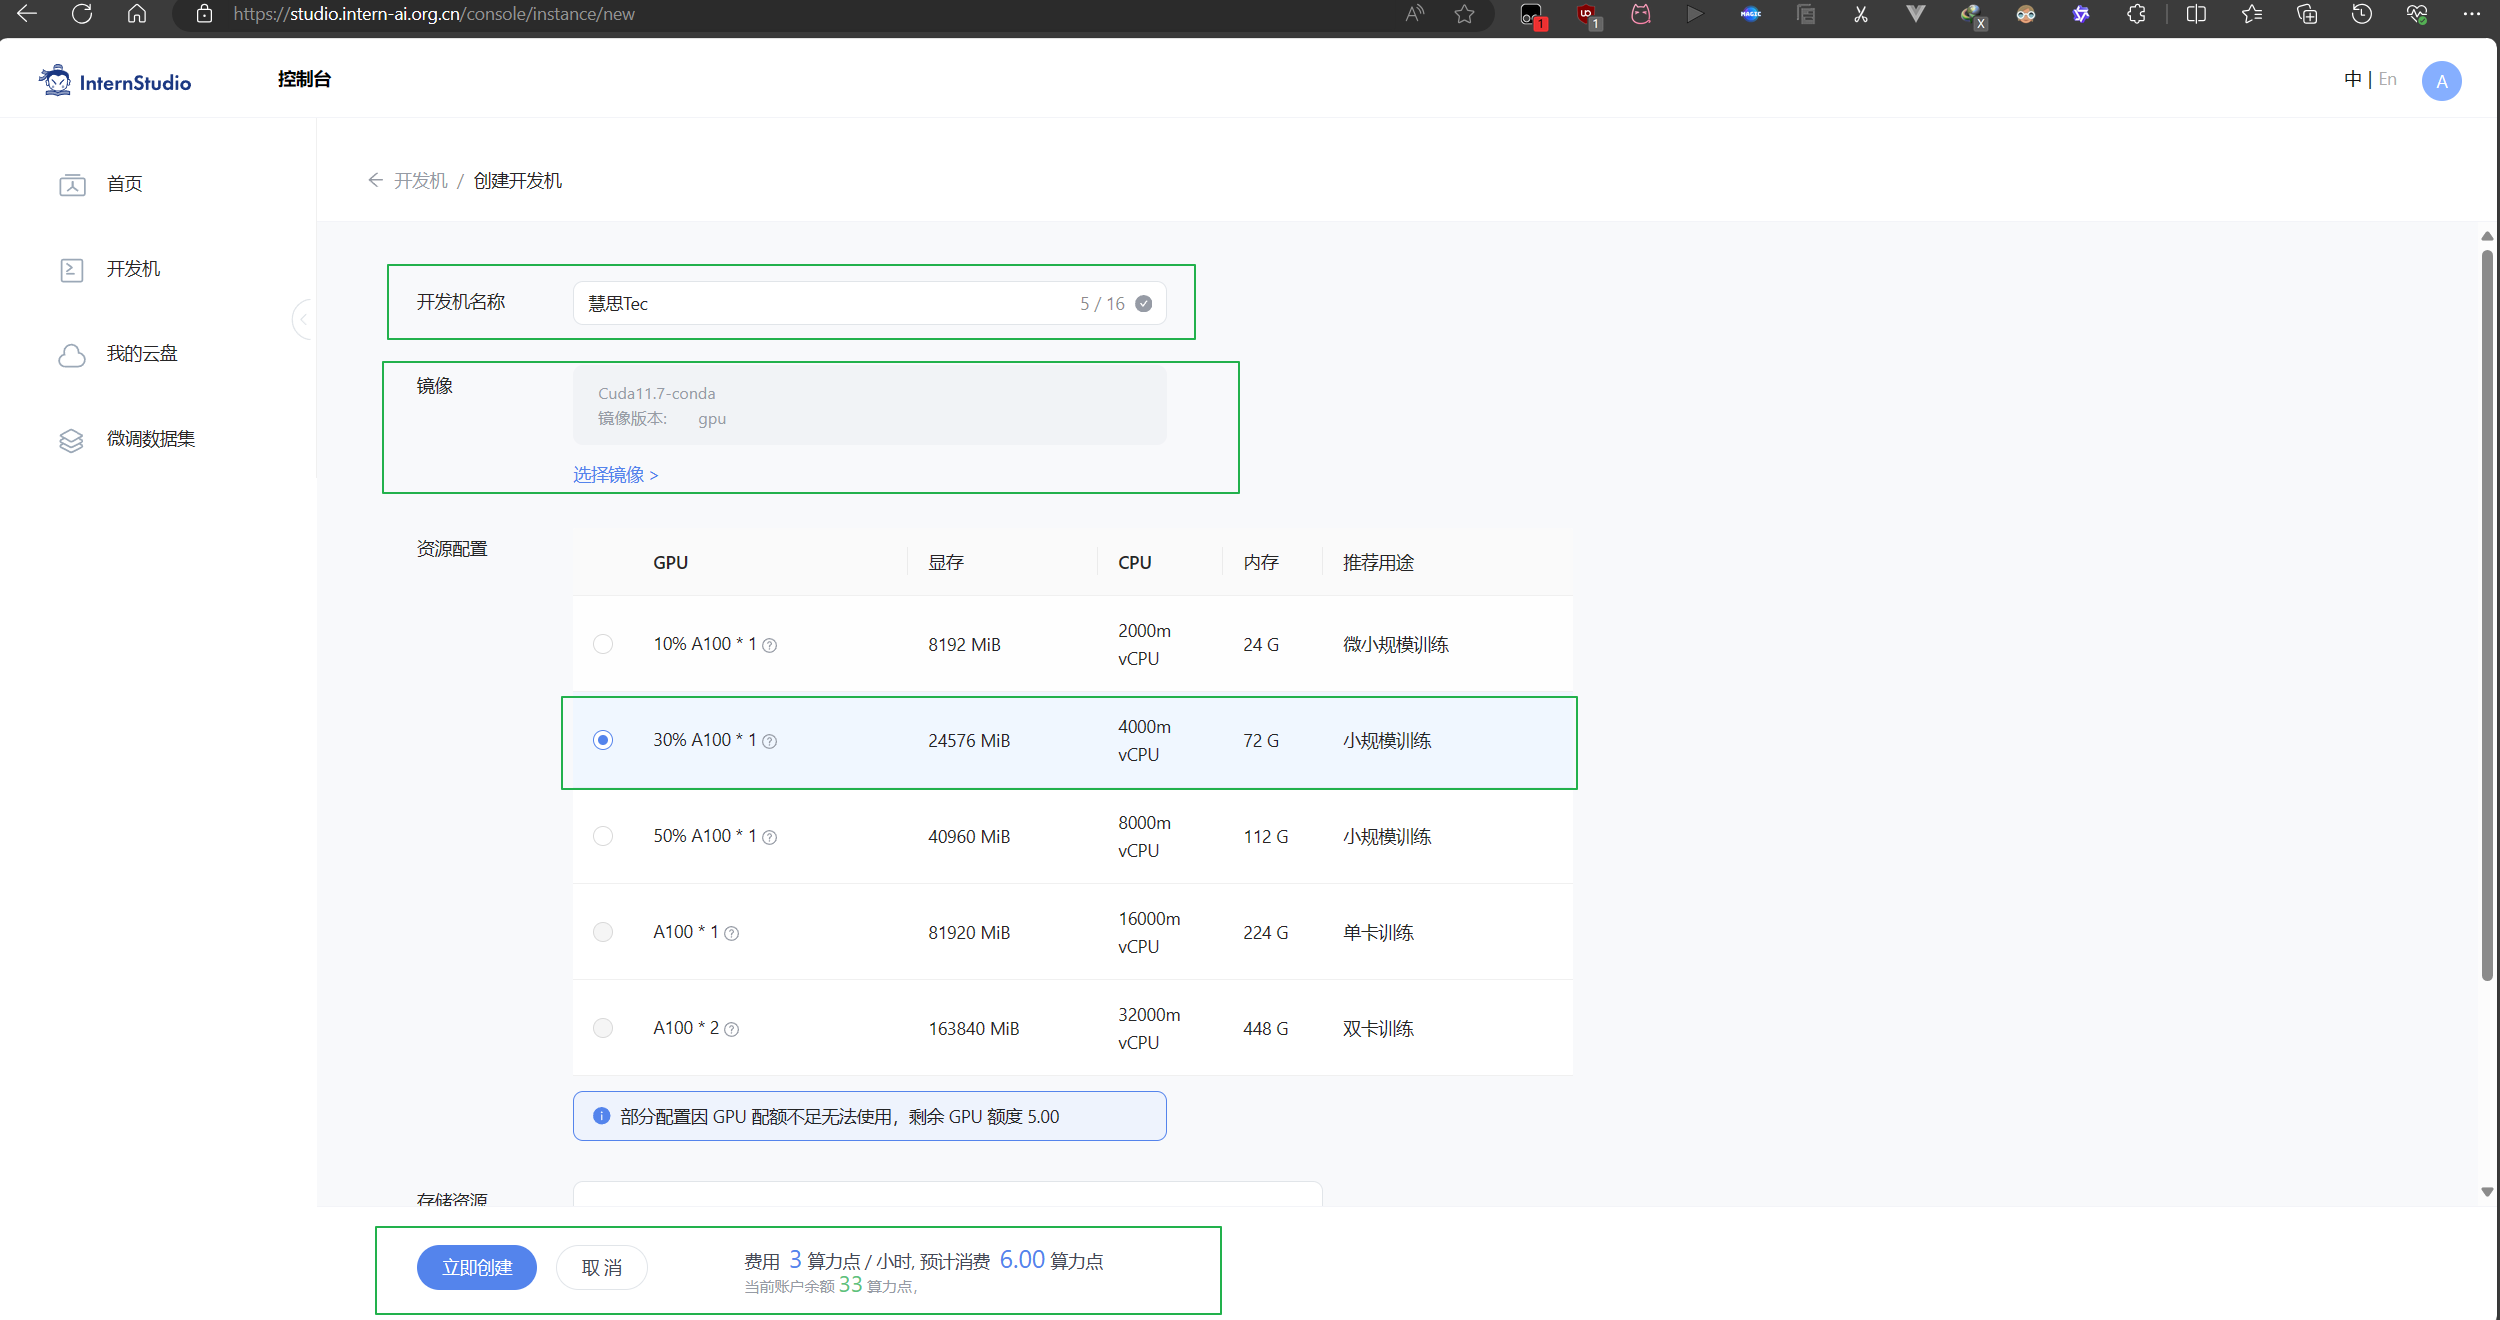 https://studio.intern-ai.org.cn/console/instance/new
1
1
MAGIC
X
InternStudio
控制台
中 | En
A
首页
开发机
我的云盘
微调数据集
开发机 / 创建开发机
开发机名称
慧思Tec
5 / 16
镜像
Cuda11.7-conda
镜像版本: gpu
选择镜像 >
资源配置
GPU 显存 CPU 内存 推荐用途
10% A100 * 1 8192 MiB 2000m vCPU 24 G 微小规模训练
30% A100 * 1 24576 MiB 4000m vCPU 72 G 小规模训练
50% A100 * 1 40960 MiB 8000m vCPU 112 G 小规模训练
A100 * 1 81920 MiB 16000m vCPU 224 G 单卡训练
A100 * 2 163840 MiB 32000m vCPU 448 G 双卡训练
部分配置因 GPU 配额不足无法使用，剩余 GPU 额度 5.00
存储资源
立即创建
取消
费用 3 算力点 / 小时, 预计消费 6.00 算力点
当前账户余额 33 算力点，